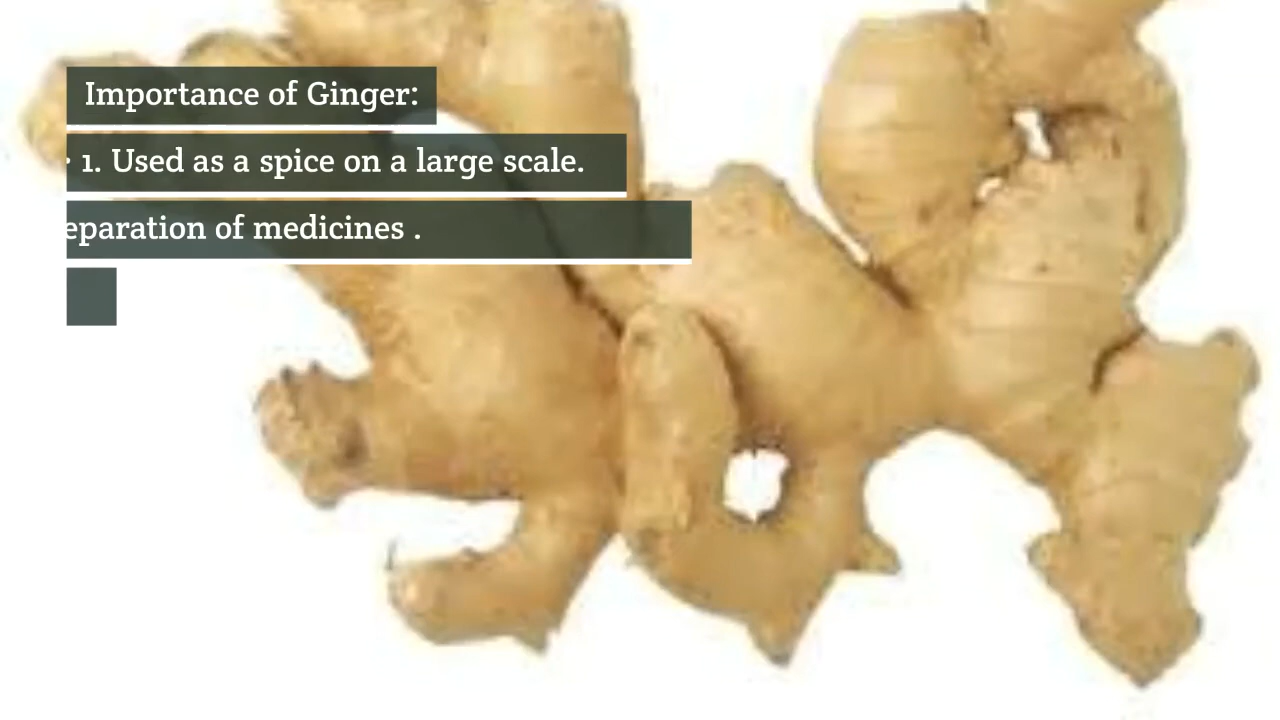 Importance of Ginger:
· 1. Used as a spice on a large scale.
eparation of medicines .